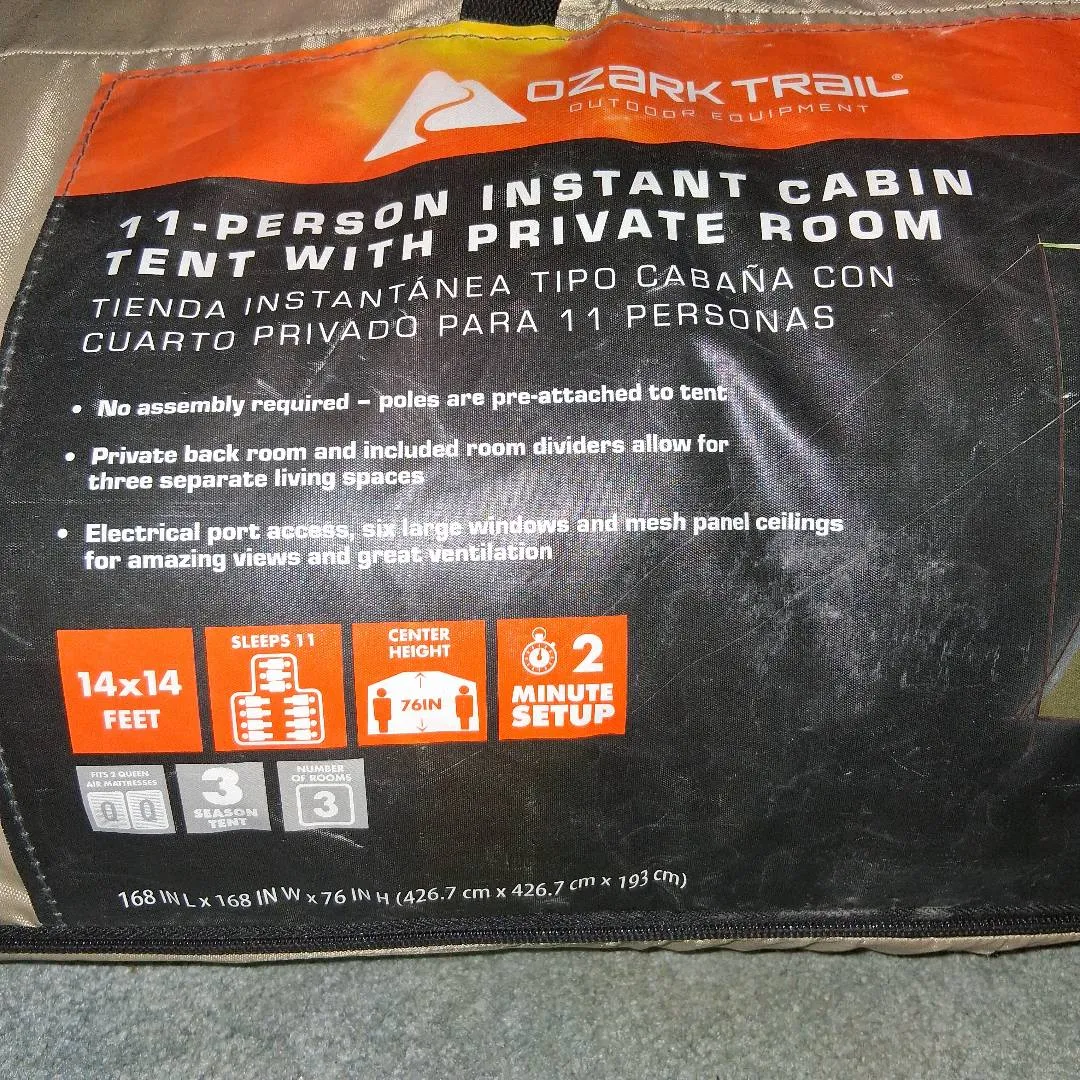 OZARK TRAIL®
OUTDOOR EQUIPMENT
11-PERSON INSTANT CABIN
TENT WITH PRIVATE ROOM
TIENDA INSTANTÁNEA TIPO CABAÑA CON
CUARTO PRIVADO PARA 11 PERSONAS
• No assembly required – poles are pre-attached to tent
• Private back room and included room dividers allow for
three separate living spaces
• Electrical port access, six large windows and mesh panel ceilings
for amazing views and great ventilation
14x14
FEET
SLEEPS 11
CENTER
HEIGHT
76IN
2
MINUTE
SETUP
FITS 2 QUEEN
AIR MATTRESSES
3
SEASON
TENT
NUMBER
OF ROOMS
3
168 IN L x 168 IN W x 76 IN H (426.7 cm x 426.7 cm x 193 cm)